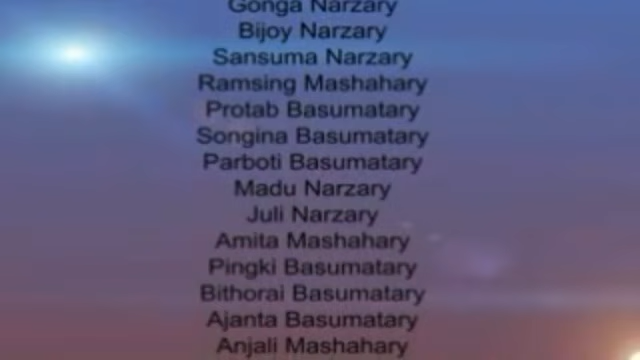 Gonga Narzary
Bijoy Narzary
Sansuma Narzary
Ramsing Mashahary
Protab Basumatary
Songina Basumatary
Parboti Basumatary
Madu Narzary
Juli Narzary
Amita Mashahary
Pingki Basumatary
Bithorai Basumatary
Ajanta Basumatary
Anjali Mashahary